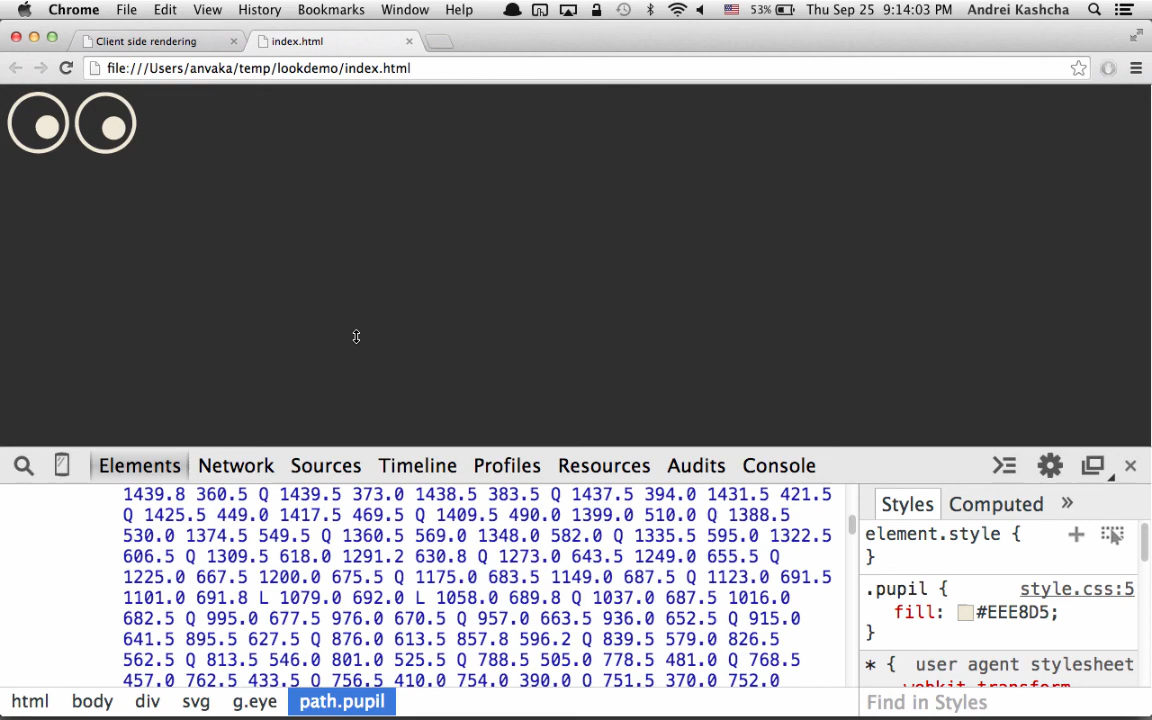 Chrome File Edit View History Bookmarks Window Help 53% Thu Sep 25 9:14:03 PM Andrei Kashcha
Client side rendering index.html
file:///Users/anvaka/temp/lookdemo/index.html
Elements Network Sources Timeline Profiles Resources Audits Console
1439.8 360.5 Q 1439.5 373.0 1438.5 383.5 Q 1437.5 394.0 1431.5 421.5
Q 1425.5 449.0 1417.5 469.5 Q 1409.5 490.0 1399.0 510.0 Q 1388.5
530.0 1374.5 549.5 Q 1360.5 569.0 1348.0 582.0 Q 1335.5 595.0 1322.5
606.5 Q 1309.5 618.0 1291.2 630.8 Q 1273.0 643.5 1249.0 655.5 Q
1225.0 667.5 1200.0 675.5 Q 1175.0 683.5 1149.0 687.5 Q 1123.0 691.5
1101.0 691.8 L 1079.0 692.0 L 1058.0 689.8 Q 1037.0 687.5 1016.0
682.5 Q 995.0 677.5 976.0 670.5 Q 957.0 663.5 936.0 652.5 Q 915.0
641.5 895.5 627.5 Q 876.0 613.5 857.8 596.2 Q 839.5 579.0 826.5
562.5 Q 813.5 546.0 801.0 525.5 Q 788.5 505.0 778.5 481.0 Q 768.5
457.0 762.5 433.5 Q 756.5 410.0 754.0 390.0 Q 751.5 370.0 752.0
Styles Computed »
element.style {
}
.pupil { style.css:5
fill: #EEE8D5;
}
* { user agent stylesheet
webkit transform
html body div svg g.eye path.pupil
Find in Styles